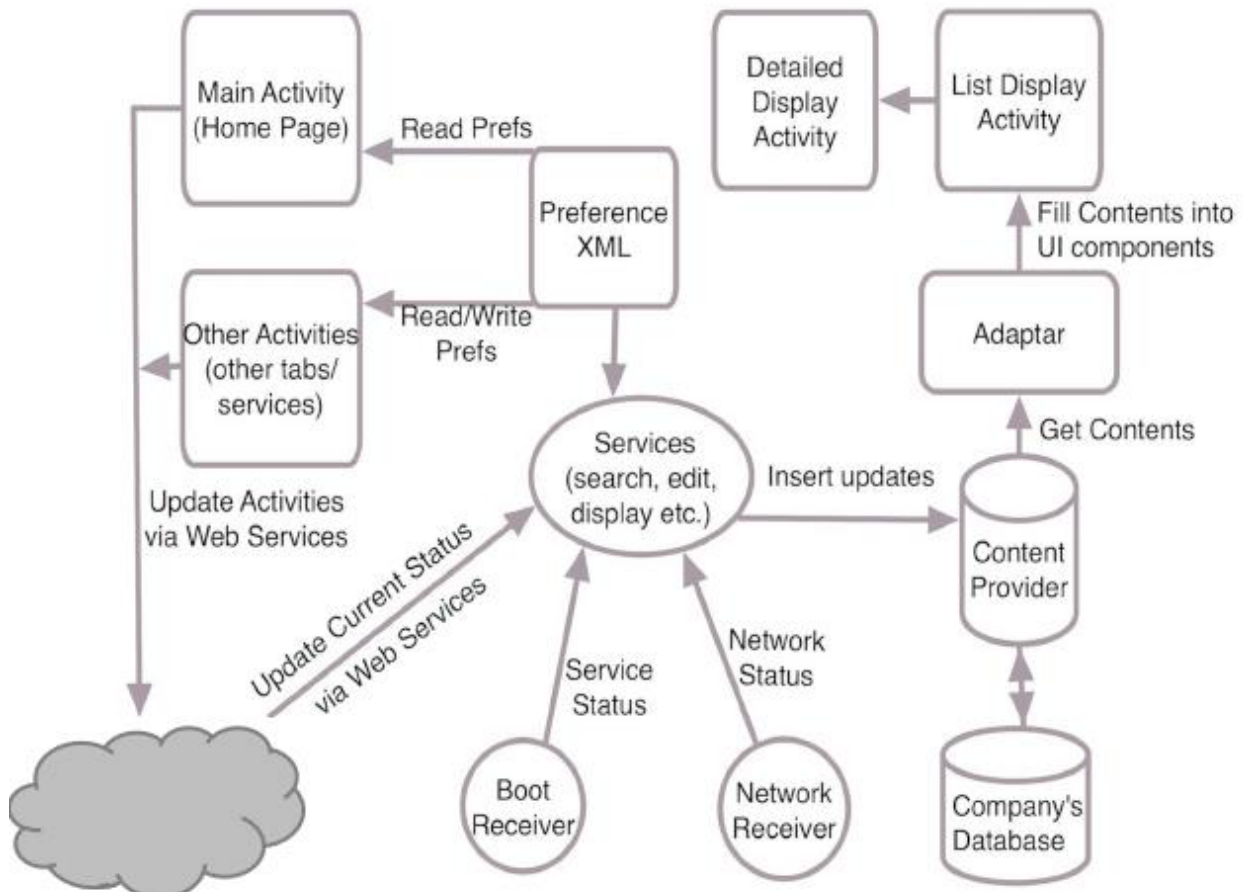 Main Activity
(Home Page)
Read Prefs
Detailed
Display
Activity
List Display
Activity
Preference
XML
Fill Contents into
UI components
Other Activities
(other tabs/
services)
Read/Write
Prefs
Adaptar
Get Contents
Services
(search, edit,
display etc.)
Insert updates
Update Activities
via Web Services
Content
Provider
Update Current Status
via Web Services
Service
Status
Network
Status
Boot
Receiver
Network
Receiver
Company's
Database